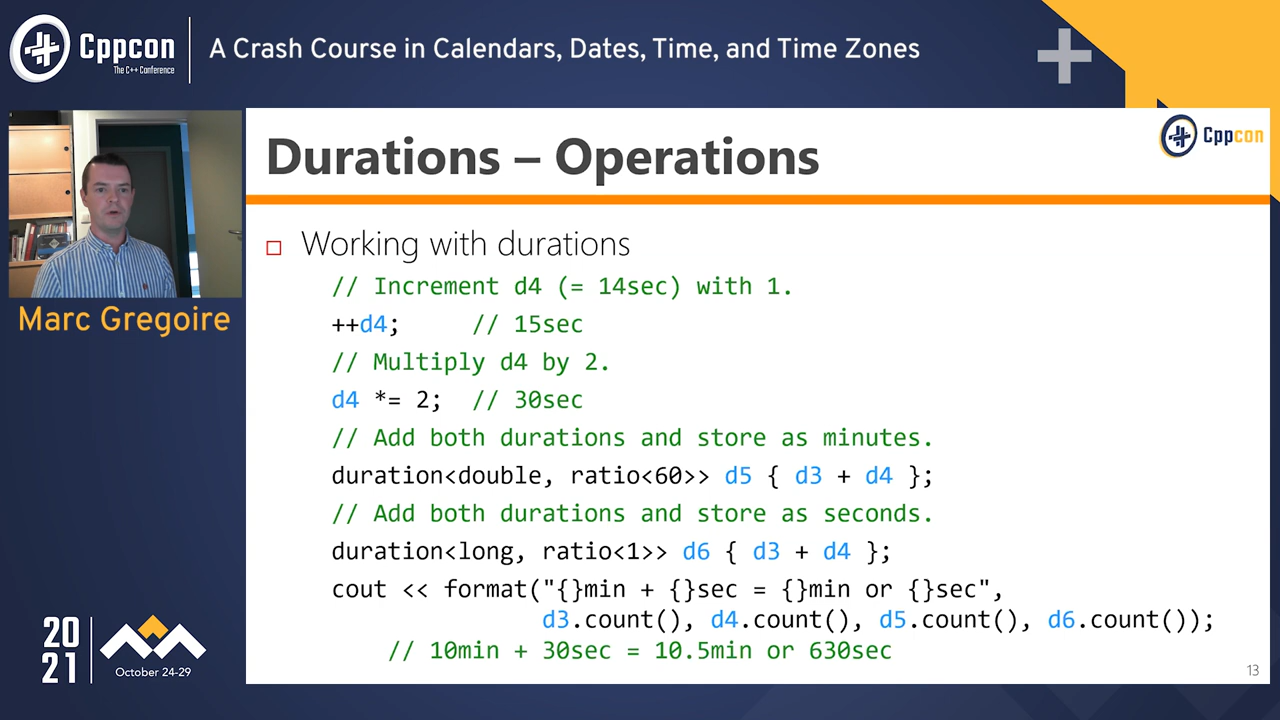 Cppcon
The C++ Conference
A Crash Course in Calendars, Dates, Time, and Time Zones
Cppcon
Marc Gregoire
Durations – Operations
Working with durations
// Increment d4 (= 14sec) with 1.
++d4; // 15sec
// Multiply d4 by 2.
d4 *= 2; // 30sec
// Add both durations and store as minutes.
duration<double, ratio<60>> d5 { d3 + d4 };
// Add both durations and store as seconds.
duration<long, ratio<1>> d6 { d3 + d4 };
cout << format("{}min + {}sec = {}min or {}sec",
d3.count(), d4.count(), d5.count(), d6.count());
// 10min + 30sec = 10.5min or 630sec
13
20
21
October 24-29